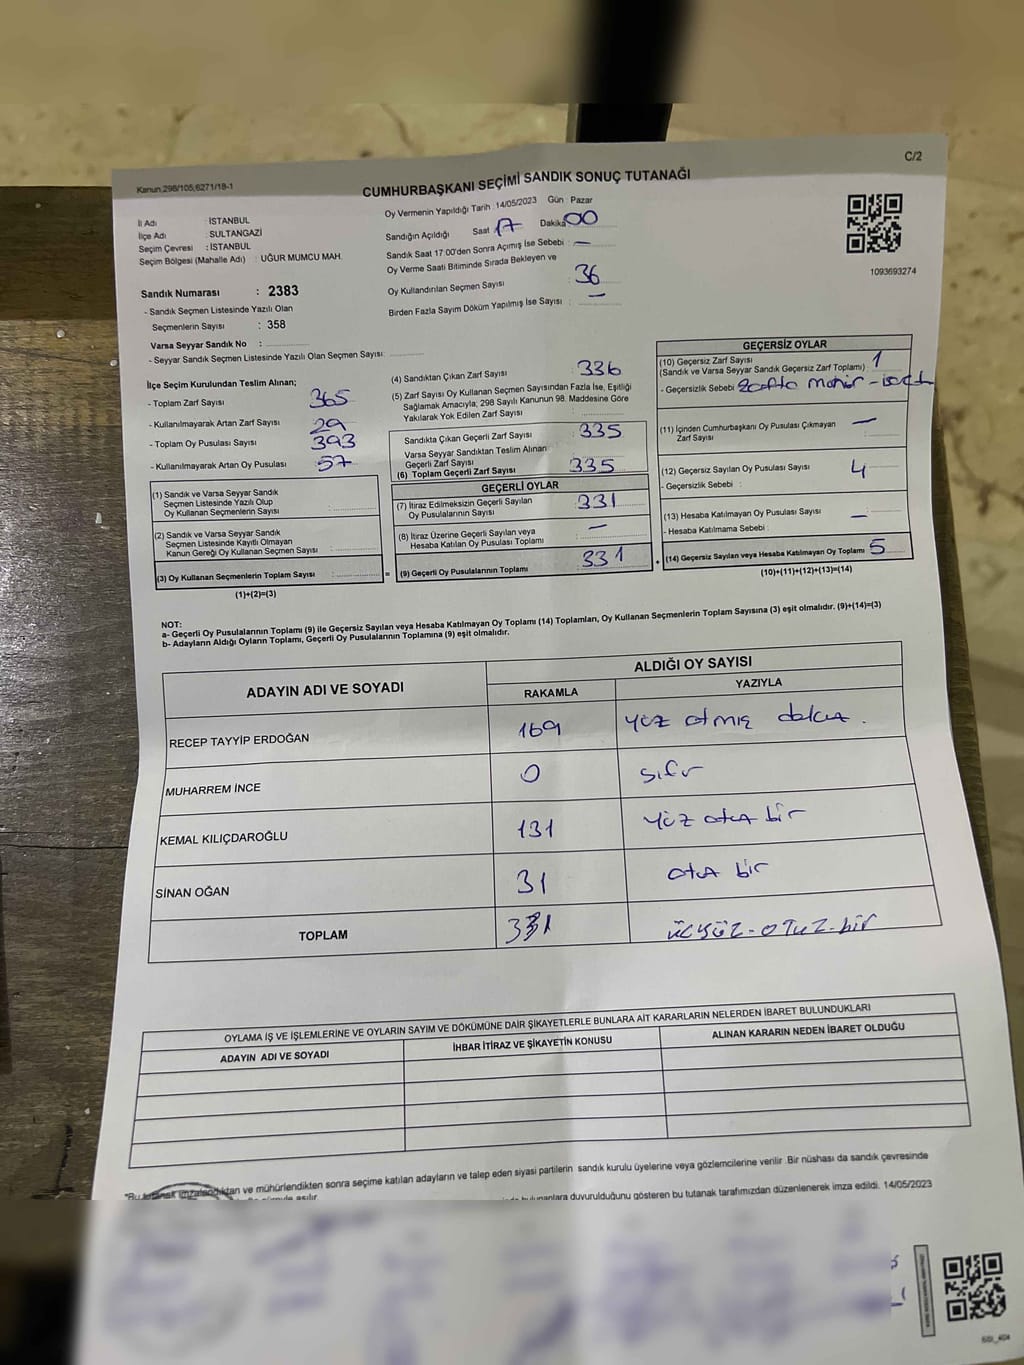 C/2
Kanun.298/105;6271/18-1
CUMHURBAŞKANI SEÇİMİ SANDIK SONUÇ TUTANAĞI
İl Adı : İSTANBUL
İlçe Adı : SULTANGAZİ
Seçim Çevresi : İSTANBUL
Seçim Bölgesi (Mahalle Adı) : UĞUR MUMCU MAH.
Oy Vermenin Yapıldığı Tarih : 14/05/2023 Gün : Pazar
Sandığın Açıldığı Saat 17 Dakika 00
Sandık Saat 17:00'den Sonra Açımış İse Sebebi : —
Oy Verme Saati Bitiminde Sırada Bekleyen ve
Oy Kullandırılan Seçmen Sayısı : 36
Birden Fazla Sayım Döküm Yapılmış İse Sayısı : —
1093693274
Sandık Numarası : 2383
- Sandık Seçmen Listesinde Yazılı Olan
Seçmenlerin Sayısı : 358
Varsa Seyyar Sandık No :
- Seyyar Sandık Seçmen Listesinde Yazılı Olan Seçmen Sayısı:
İlçe Seçim Kurulundan Teslim Alınan;
- Toplam Zarf Sayısı : 365
- Kullanılmayarak Artan Zarf Sayısı : 29
- Toplam Oy Pusulası Sayısı : 393
- Kullanılmayarak Artan Oy Pusulası : 57
(1) Sandık ve Varsa Seyyar Sandık
Seçmen Listesinde Yazılı Olup
Oy Kullanan Seçmenlerin Sayısı :
(2) Sandık ve Varsa Seyyar Sandık
Seçmen Listesinde Kayıtlı Olmayan
Kanun Gereği Oy Kullanan Seçmen Sayısı :
(3) Oy Kullanan Seçmenlerin Toplam Sayısı : =
(1)+(2)=(3)
(4) Sandıktan Çıkan Zarf Sayısı : 336
(5) Zarf Sayısı Oy Kullanan Seçmen Sayısından Fazla İse, Eşitliği
Sağlamak Amacıyla; 298 Sayılı Kanunun 98. Maddesine Göre
Yakılarak Yok Edilen Zarf Sayısı :
Sandıkta Çıkan Geçerli Zarf Sayısı : 335
Varsa Seyyar Sandıktan Teslim Alınan
Geçerli Zarf Sayısı :
(6) Toplam Geçerli Zarf Sayısı : 335
GEÇERLİ OYLAR
(7) İtiraz Edilmeksizin Geçerli Sayılan
Oy Pusulalarının Sayısı : 331
(8) İtiraz Üzerine Geçerli Sayılan veya
Hesaba Katılan Oy Pusulası Toplamı : —
(9) Geçerli Oy Pusulalarının Toplamı : 331 +
GEÇERSİZ OYLAR
(10) Geçersiz Zarf Sayısı : 1
(Sandık ve Varsa Seyyar Sandık Geçersiz Zarf Toplamı)
- Geçersizlik Sebebi :
(11) İçinden Cumhurbaşkanı Oy Pusulası Çıkmayan
Zarf Sayısı : —
(12) Geçersiz Sayılan Oy Pusulası Sayısı : 4
- Geçersizlik Sebebi :
(13) Hesaba Katılmayan Oy Pusulası Sayısı : —
- Hesaba Katılmama Sebebi :
(14) Geçersiz Sayılan veya Hesaba Katılmayan Oy Toplamı : 5
(10)+(11)+(12)+(13)=(14)
NOT:
a- Geçerli Oy Pusulalarının Toplamı (9) ile Geçersiz Sayılan veya Hesaba Katılmayan Oy Toplamı (14) Toplamları, Oy Kullanan Seçmenlerin Toplam Sayısına (3) eşit olmalıdır. (9)+(14)=(3)
b- Adayların Aldığı Oyların Toplamı, Geçerli Oy Pusulalarının Toplamına (9) eşit olmalıdır.
ADAYIN ADI VE SOYADI
ALDIĞI OY SAYISI
RAKAMLA YAZIYLA
RECEP TAYYİP ERDOĞAN 169 yüz atmış dokuz.
MUHARREM İNCE 0 sıfır
KEMAL KILIÇDAROĞLU 131 yüz otuz bir
SİNAN OĞAN 31 otuz bir
TOPLAM 331 üçyüz-otuz-bir
OYLAMA İŞ VE İŞLEMLERİNE VE OYLARIN SAYIM VE DÖKÜMÜNE DAİR ŞİKAYETLERLE BUNLARA AİT KARARLARIN NELERDEN İBARET BULUNDUKLARI
ADAYIN ADI VE SOYADI İHBAR İTİRAZ VE ŞİKAYETİN KONUSU ALINAN KARARIN NEDEN İBARET OLDUĞU
"Bu tutanak imzalandıktan ve mühürlendikten sonra seçime katılan adayların ve talep eden siyasi partilerin sandık kurulu üyelerine veya gözlemcilerine verilir. Bir nüshası da sandık çevresinde
bulunanlara duyurulduğunu gösteren bu tutanak tarafımızdan düzenlenerek imza edildi. 14/05/2023